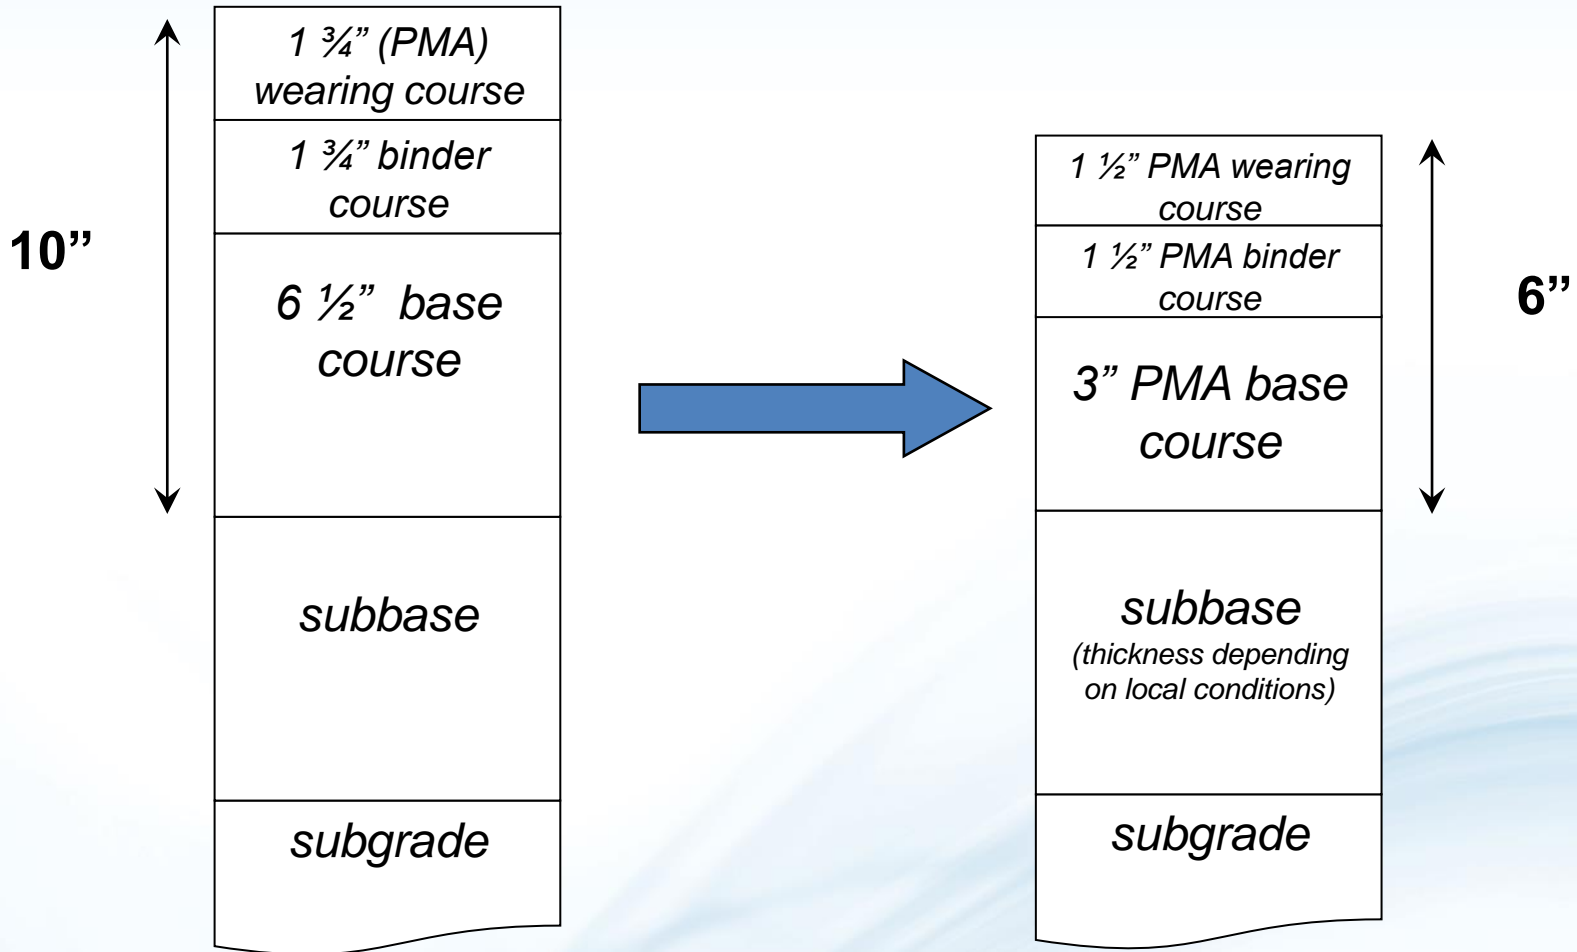 10”
1 ¾” (PMA)
wearing course
1 ¾” binder
course
6 ½” base
course
subbase
subgrade
1 ½” PMA wearing
course
1 ½” PMA binder
course
3” PMA base
course
subbase
(thickness depending
on local conditions)
subgrade
6”